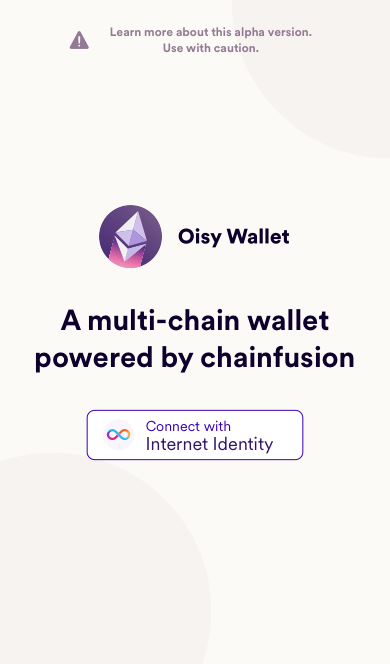 Learn more about this alpha version.
Use with caution.
Oisy Wallet
A multi-chain wallet
powered by chainfusion
Connect with
Internet Identity